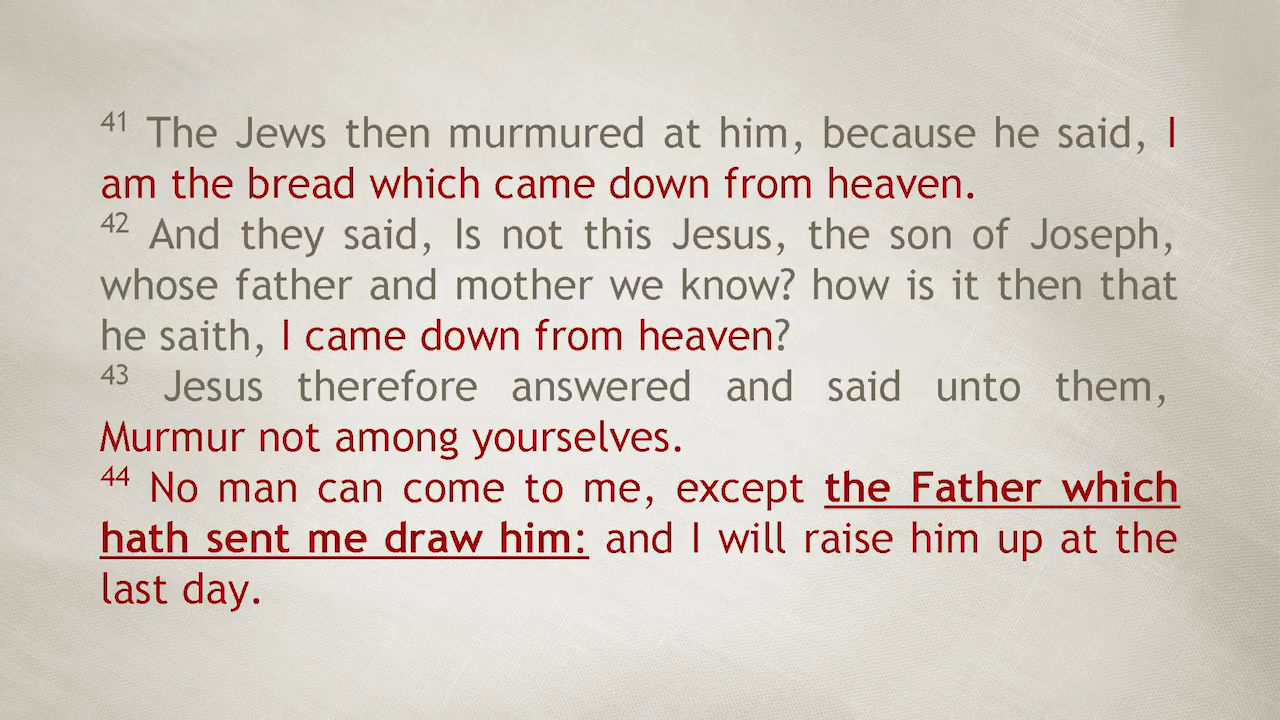 41 The Jews then murmured at him, because he said, I
am the bread which came down from heaven.
42 And they said, Is not this Jesus, the son of Joseph,
whose father and mother we know? how is it then that
he saith, I came down from heaven?
43 Jesus therefore answered and said unto them,
Murmur not among yourselves.
44 No man can come to me, except the Father which
hath sent me draw him: and I will raise him up at the
last day.